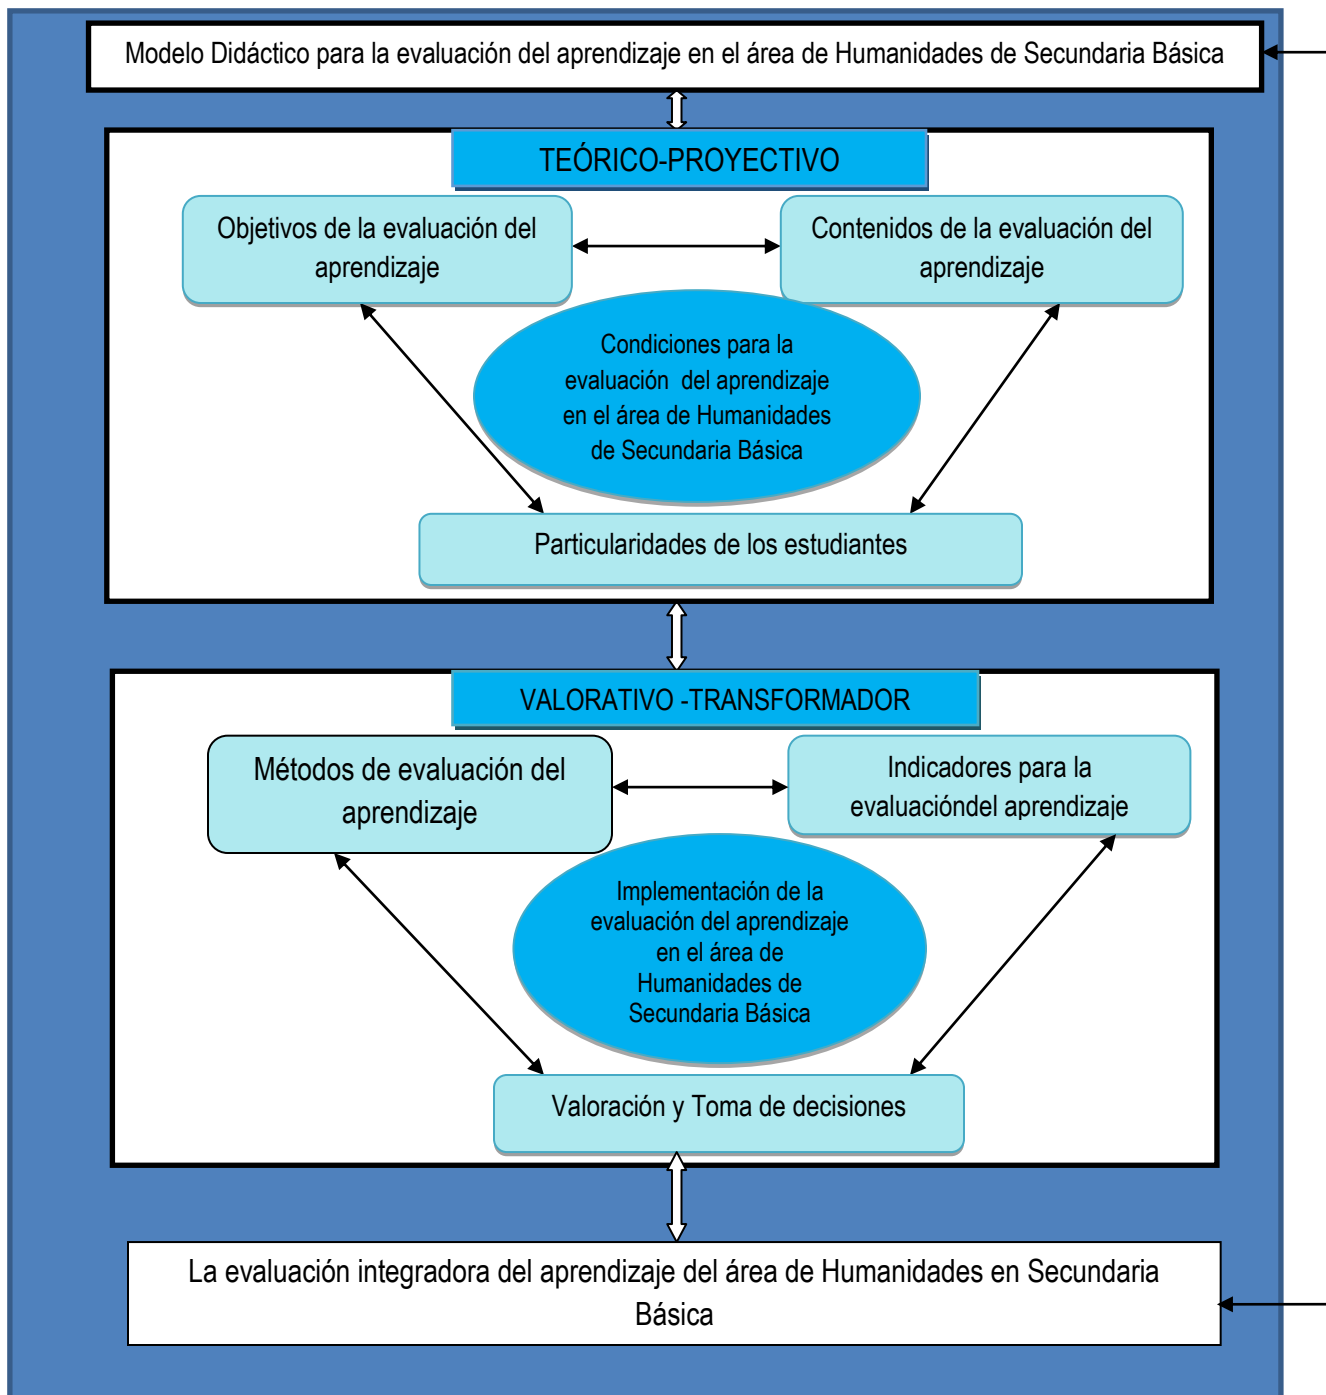 Modelo Didáctico para la evaluación del aprendizaje en el área de Humanidades de Secundaria Básica
TEÓRICO-PROYECTIVO
Objetivos de la evaluación del
aprendizaje
Contenidos de la evaluación del
aprendizaje
Condiciones para la
evaluación del aprendizaje
en el área de Humanidades
de Secundaria Básica
Particularidades de los estudiantes
VALORATIVO -TRANSFORMADOR
Métodos de evaluación del
aprendizaje
Indicadores para la
evaluacióndel aprendizaje
Implementación de la
evaluación del aprendizaje
en el área de
Humanidades de
Secundaria Básica
Valoración y Toma de decisiones
La evaluación integradora del aprendizaje del área de Humanidades en Secundaria
Básica